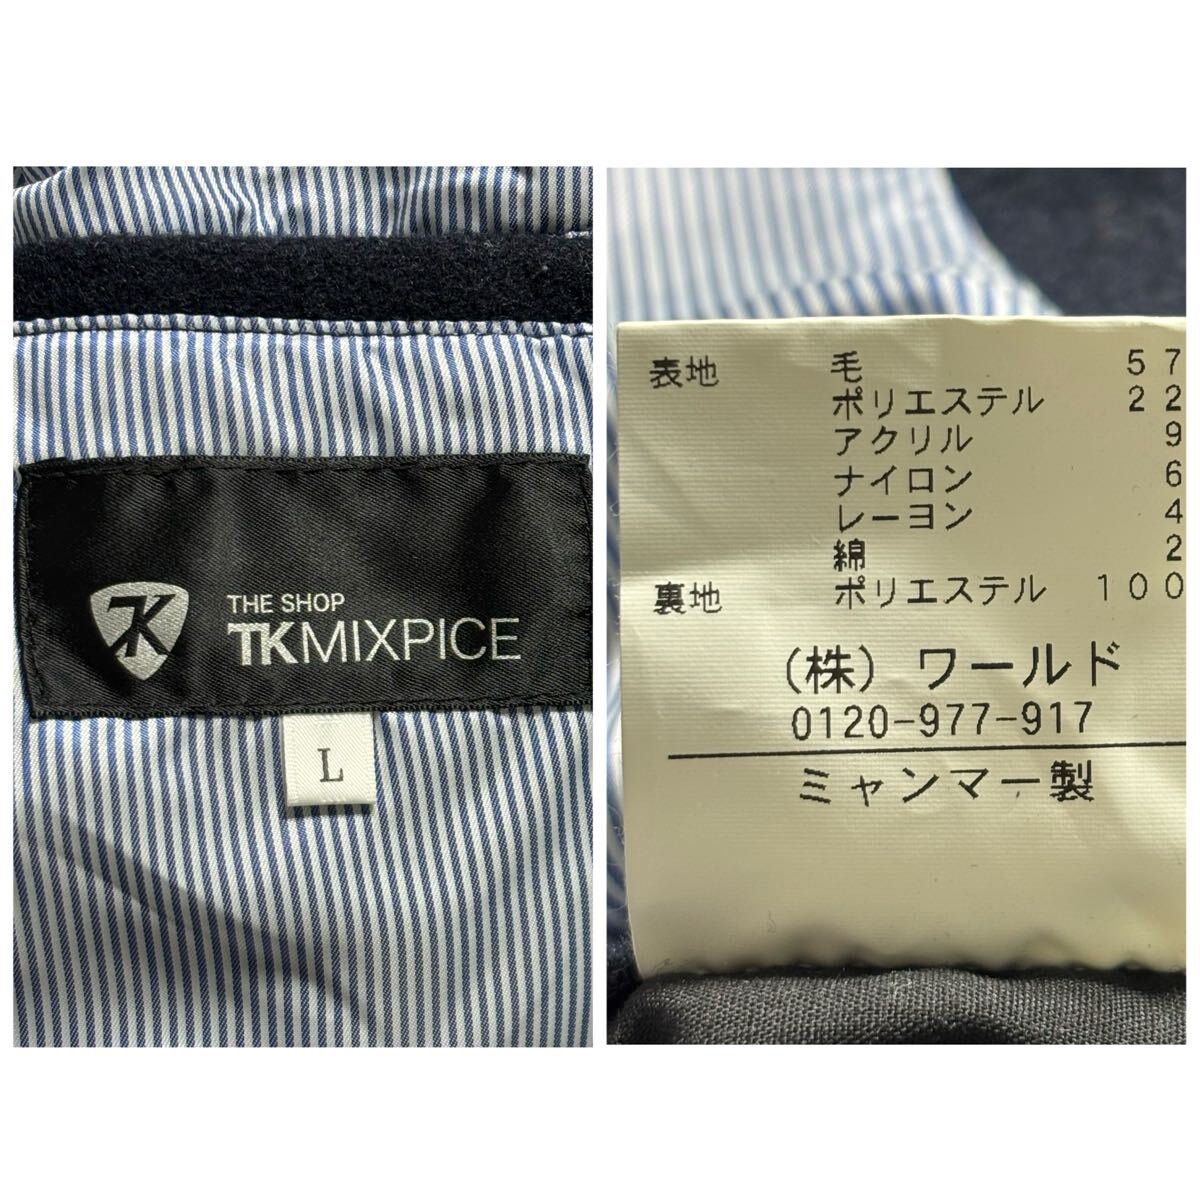 TK
THE SHOP
TKMIXPICE
L
表地 毛 57
ポリエステル 22
アクリル 9
ナイロン 6
レーヨン 4
綿 2
裏地 ポリエステル 100
(株) ワールド
0120-977-917
ミャンマー製